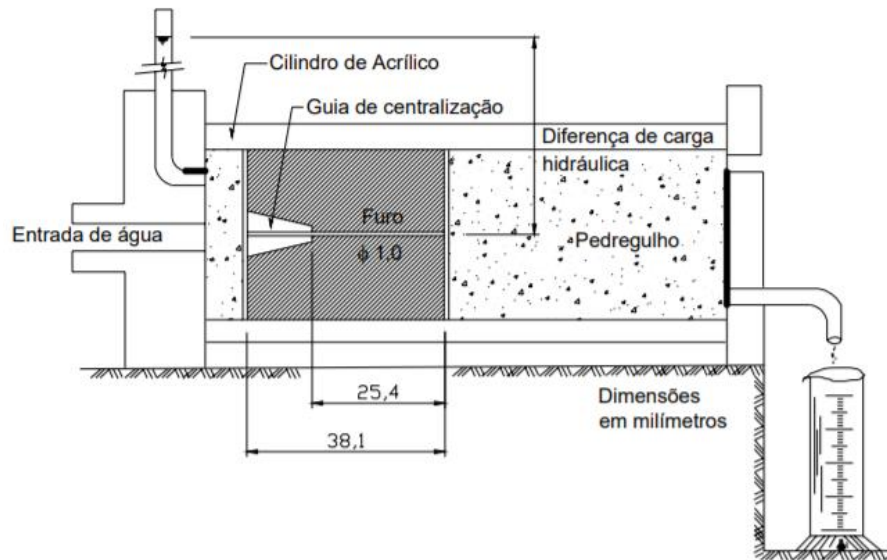 Cilindro de Acrílico
Guia de centralização
Diferença de carga
hidráulica
Furo
Entrada de água
Pedregulho
ϕ 1,0
25,4
Dimensões
em milímetros
38,1